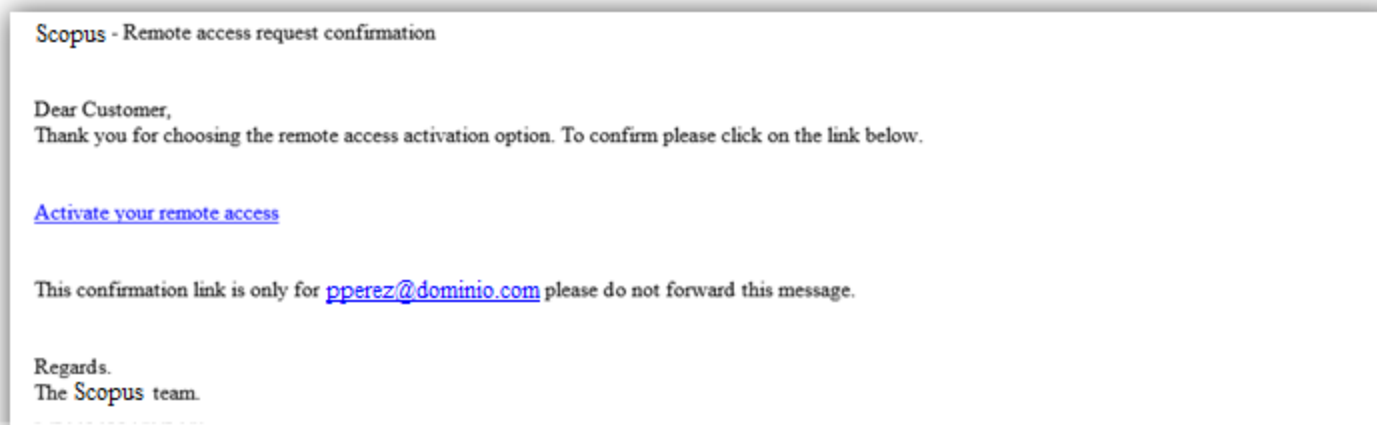 Scopus - Remote access request confirmation
Dear Customer,
Thank you for choosing the remote access activation option. To confirm please click on the link below.
Activate your remote access
This confirmation link is only for pperez@dominio.com please do not forward this message.
Regards.
The Scopus team.